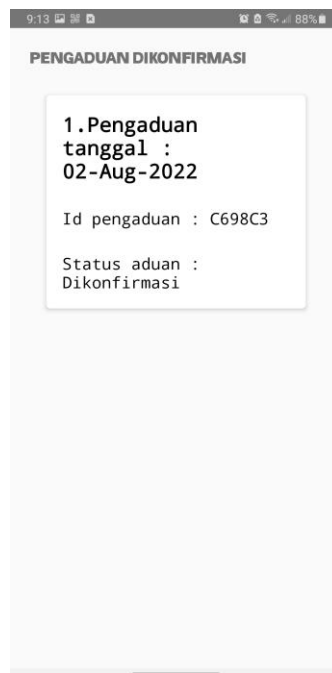 9:13 88%
PENGADUAN DIKONFIRMASI
1.Pengaduan
tanggal :
02-Aug-2022
Id pengaduan : C698C3
Status aduan :
Dikonfirmasi